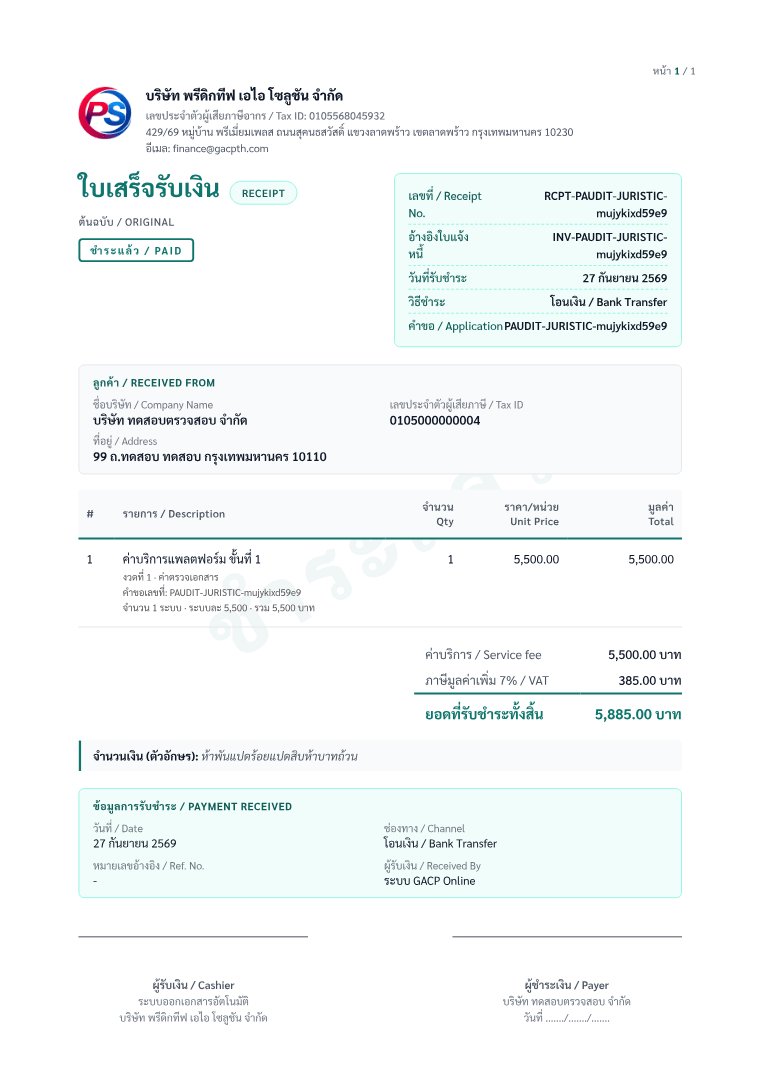 หน้า 1 / 1
PS
บริษัท พรีดิกทีฟ เอไอ โซลูชัน จำกัด
เลขประจำตัวผู้เสียภาษีอากร / Tax ID: 0105568045932
429/69 หมู่บ้าน พรีเมี่ยมเพลส ถนนสุคนธสวัสดิ์ แขวงลาดพร้าว เขตลาดพร้าว กรุงเทพมหานคร 10230
อีเมล: finance@gacpth.com
ใบเสร็จรับเงิน RECEIPT
ต้นฉบับ / ORIGINAL
ชำระแล้ว / PAID
เลขที่ / Receipt No. RCPT-PAUDIT-JURISTIC-mujykixd59e9
อ้างอิงใบแจ้งหนี้ INV-PAUDIT-JURISTIC-mujykixd59e9
วันที่รับชำระ 27 กันยายน 2569
วิธีชำระ โอนเงิน / Bank Transfer
คำขอ / Application PAUDIT-JURISTIC-mujykixd59e9
ลูกค้า / RECEIVED FROM
ชื่อบริษัท / Company Name เลขประจำตัวผู้เสียภาษี / Tax ID
บริษัท ทดสอบตรวจสอบ จำกัด 0105000000004
ที่อยู่ / Address
99 ถ.ทดสอบ ทดสอบ กรุงเทพมหานคร 10110
# รายการ / Description จำนวน Qty ราคา/หน่วย Unit Price มูลค่า Total
1 ค่าบริการแพลตฟอร์ม ขั้นที่ 1 1 5,500.00 5,500.00
งวดที่ 1 · ค่าตรวจเอกสาร
คำขอเลขที่: PAUDIT-JURISTIC-mujykixd59e9
จำนวน 1 ระบบ · ระบบละ 5,500 · รวม 5,500 บาท
ค่าบริการ / Service fee 5,500.00 บาท
ภาษีมูลค่าเพิ่ม 7% / VAT 385.00 บาท
ยอดที่รับชำระทั้งสิ้น 5,885.00 บาท
จำนวนเงิน (ตัวอักษร): ห้าพันแปดร้อยแปดสิบห้าบาทถ้วน
ข้อมูลการรับชำระ / PAYMENT RECEIVED
วันที่ / Date ช่องทาง / Channel
27 กันยายน 2569 โอนเงิน / Bank Transfer
หมายเลขอ้างอิง / Ref. No. ผู้รับเงิน / Received By
- ระบบ GACP Online
ผู้รับเงิน / Cashier ผู้ชำระเงิน / Payer
ระบบออกเอกสารอัตโนมัติ บริษัท ทดสอบตรวจสอบ จำกัด
บริษัท พรีดิกทีฟ เอไอ โซลูชัน จำกัด วันที่ ......./......./.......